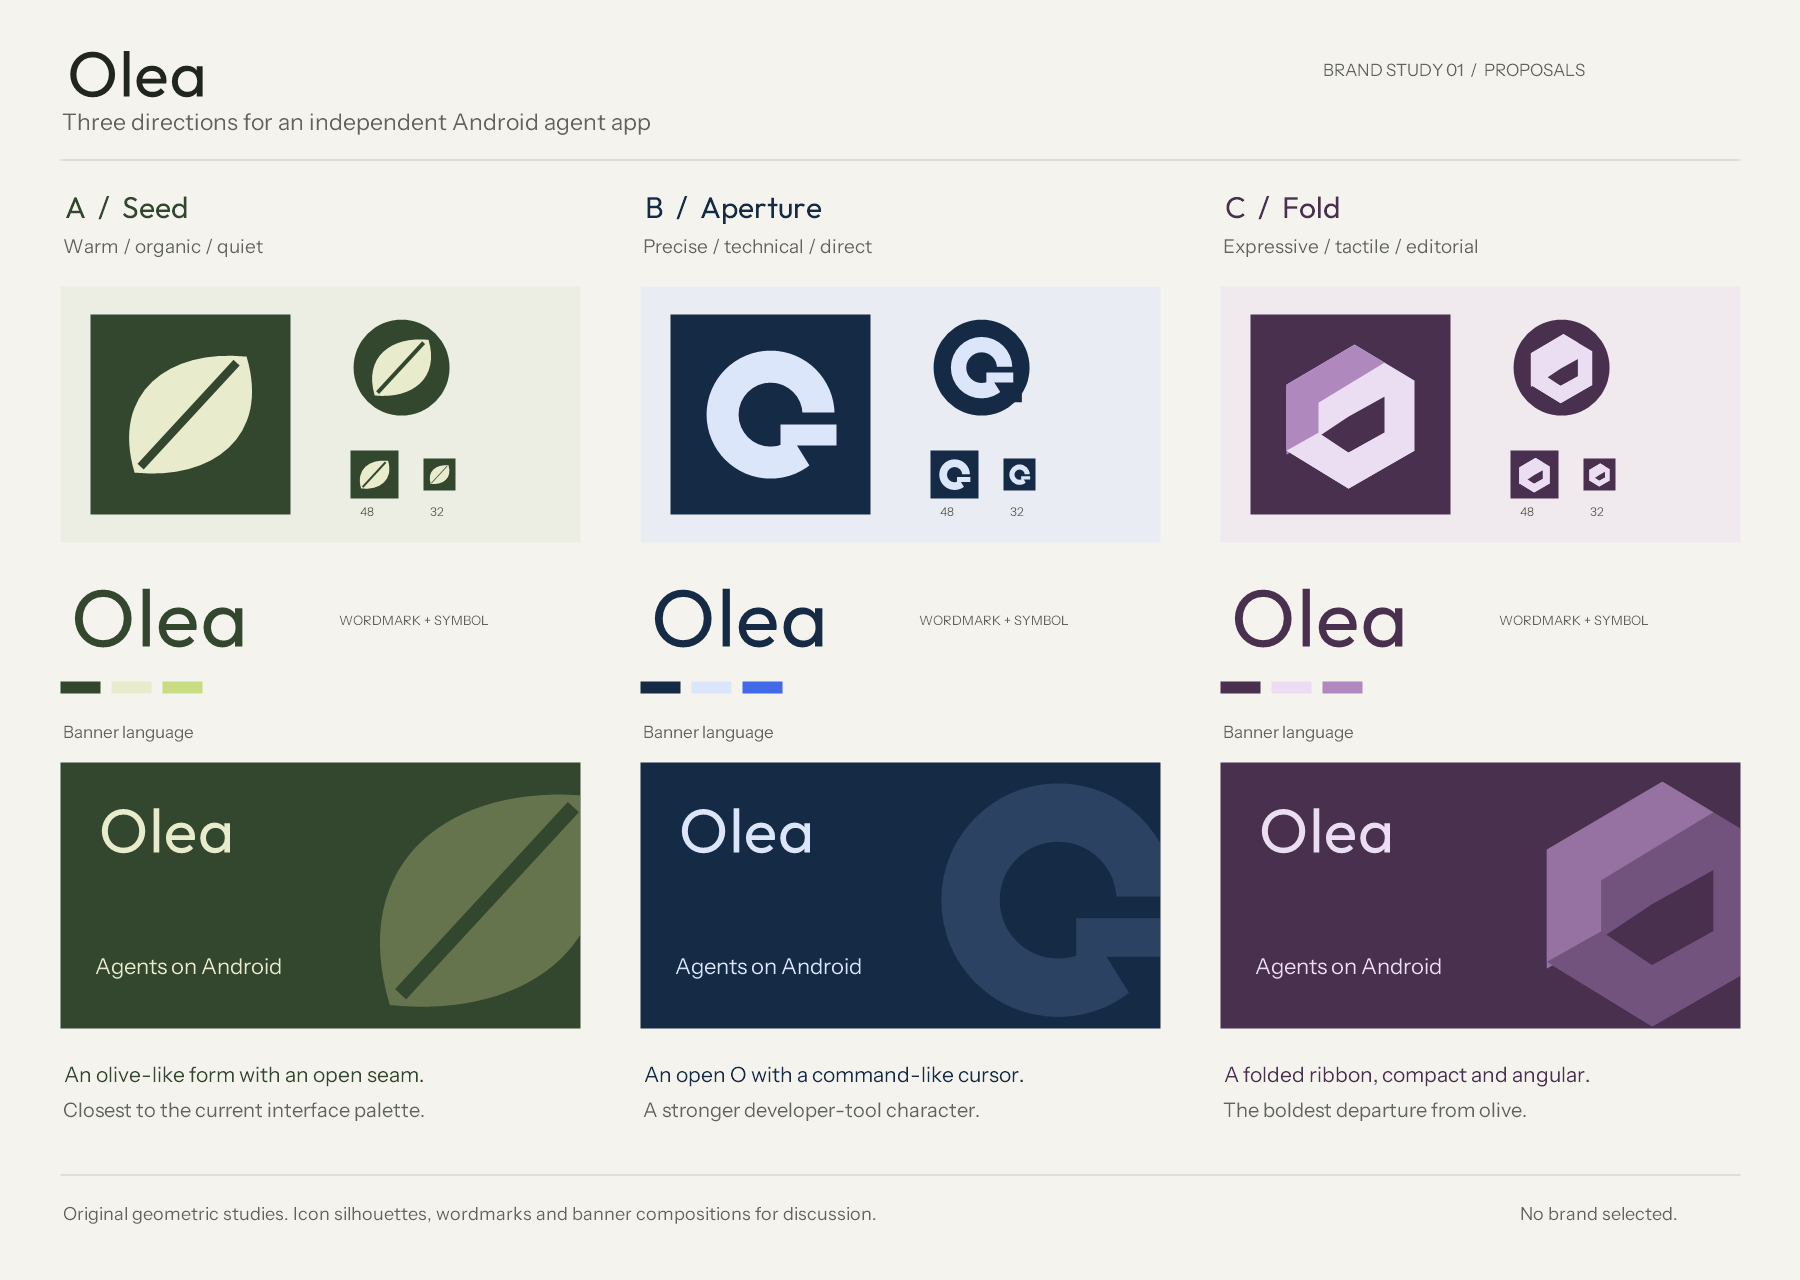 Olea
BRAND STUDY 01 / PROPOSALS
Three directions for an independent Android agent app
A / Seed
Warm / organic / quiet
48
32
Olea
WORDMARK + SYMBOL
Banner language
Olea
Agents on Android
An olive-like form with an open seam.
Closest to the current interface palette.
B / Aperture
Precise / technical / direct
48
32
Olea
WORDMARK + SYMBOL
Banner language
Olea
Agents on Android
An open O with a command-like cursor.
A stronger developer-tool character.
C / Fold
Expressive / tactile / editorial
48
32
Olea
WORDMARK + SYMBOL
Banner language
Olea
Agents on Android
A folded ribbon, compact and angular.
The boldest departure from olive.
Original geometric studies. Icon silhouettes, wordmarks and banner compositions for discussion.
No brand selected.